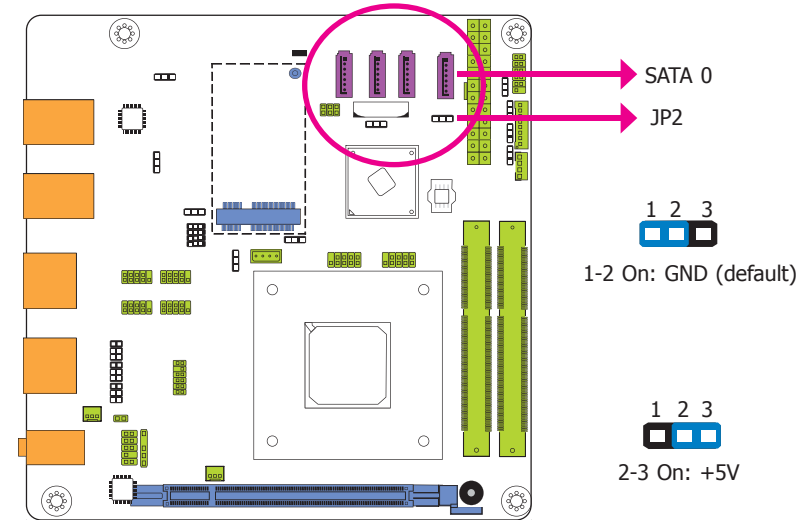 SATA 0
JP2
1 2 3
1-2 On: GND (default)
1 2 3
2-3 On: +5V